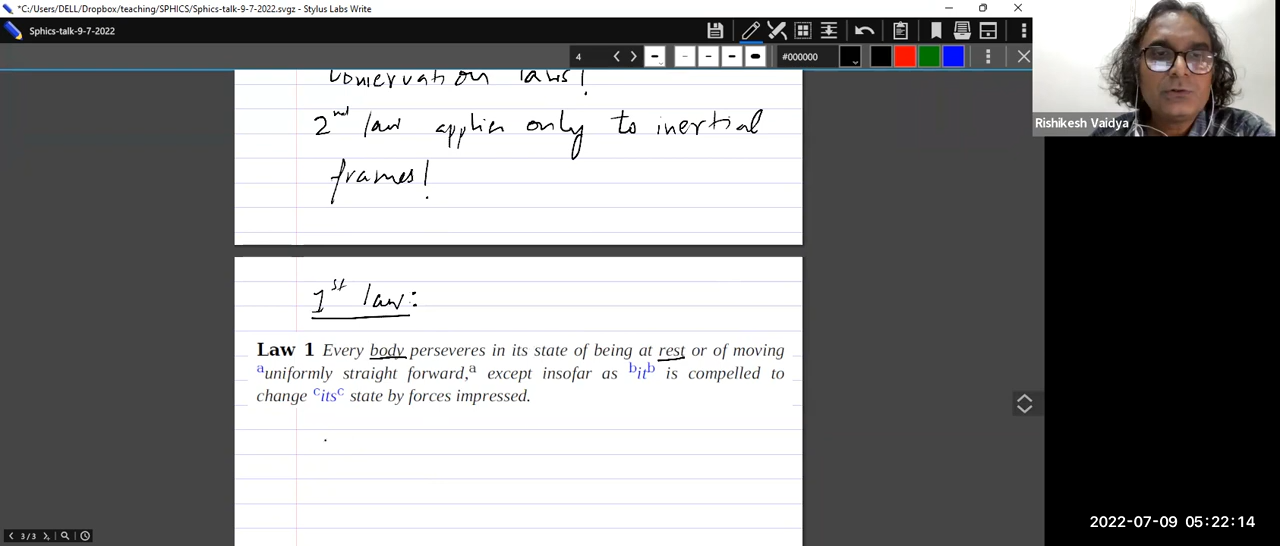 *C:/Users/DELL/Dropbox/teaching/SPHICS/Sphics-talk-9-7-2022.svgz - Stylus Labs Write
Sphics-talk-9-7-2022
4
#000000
Rishikesh Vaidya
conservation laws!
2nd law applies only to inertial
frames!
1st law:
Law 1 Every body perseveres in its state of being at rest or of moving
auniformly straight forward,a except insofar as bitb is compelled to
change citsc state by forces impressed.
3/3
2022-07-09 05:22:14